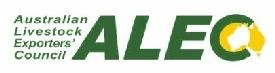 Australian
Livestock
Exporters'
Council
ALEC